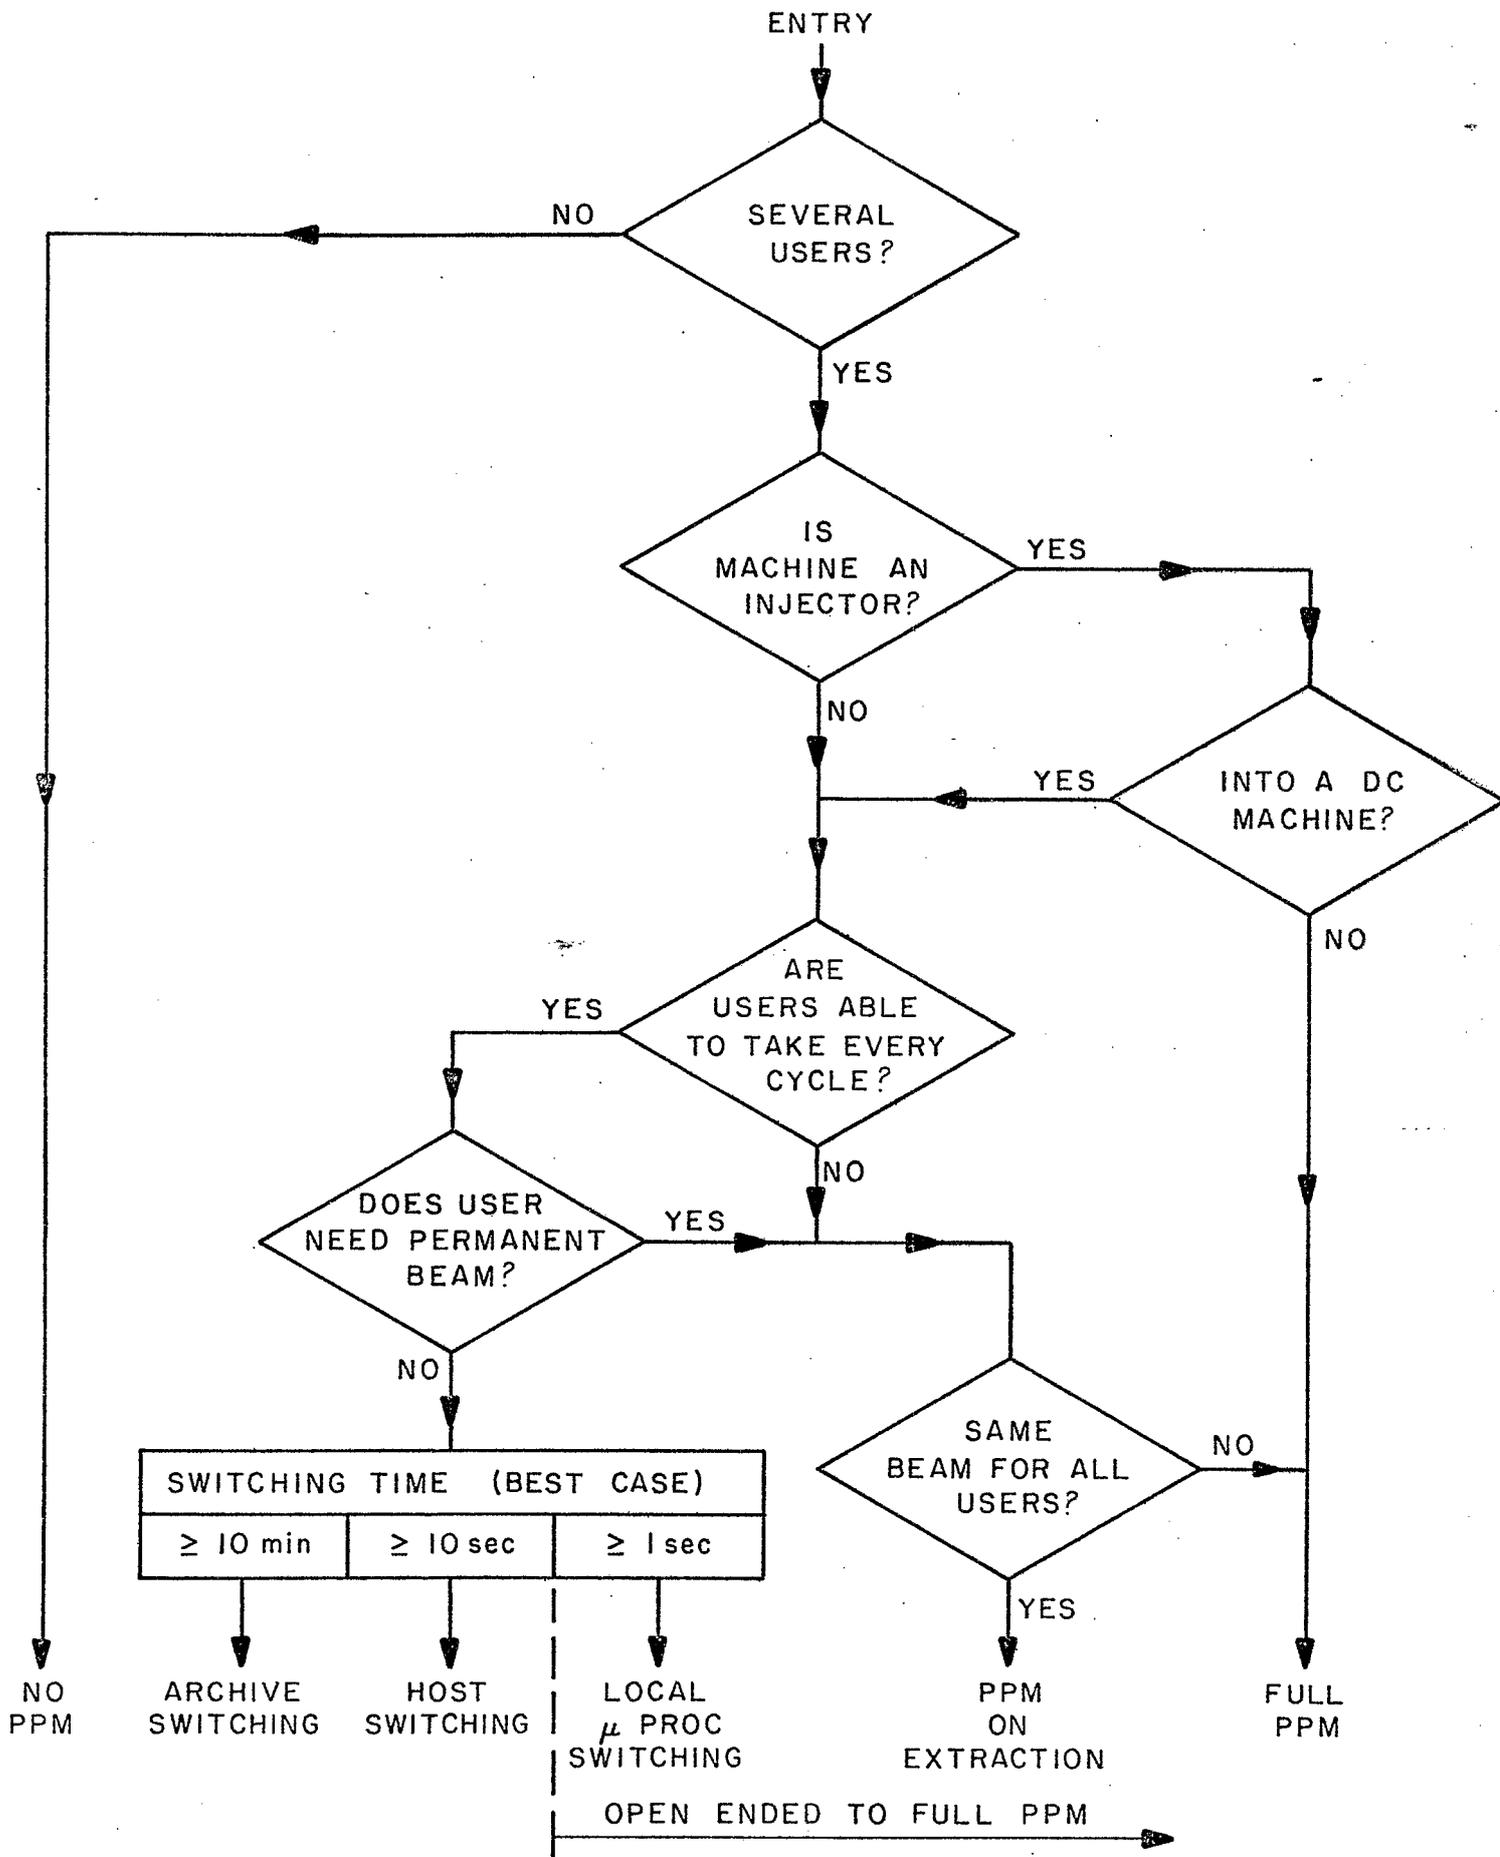 ENTRY
NO
SEVERAL
USERS?
YES
IS
MACHINE AN
INJECTOR?
YES
NO
YES
INTO A DC
MACHINE?
NO
ARE
USERS ABLE
TO TAKE EVERY
CYCLE?
YES
NO
DOES USER
NEED PERMANENT
BEAM?
YES
NO
SAME
BEAM FOR ALL
USERS?
NO
YES
SWITCHING TIME (BEST CASE)
≥ 10 min
≥ 10 sec
≥ 1 sec
NO
PPM
ARCHIVE
SWITCHING
HOST
SWITCHING
LOCAL
μ PROC
SWITCHING
PPM
ON
EXTRACTION
FULL
PPM
OPEN ENDED TO FULL PPM